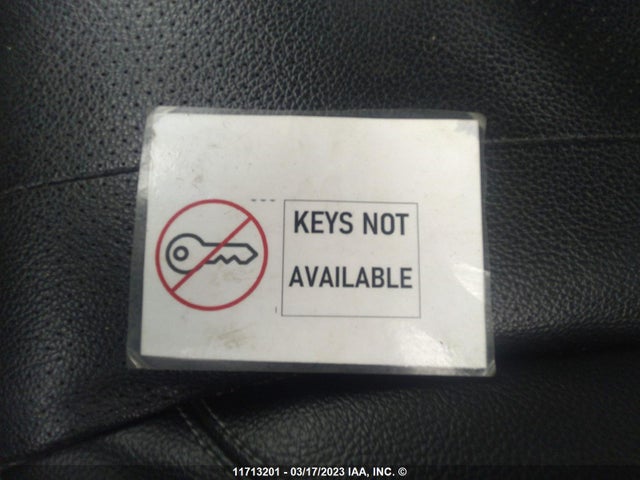 KEYS NOT
AVAILABLE
11713201 - 03/17/2023 IAA, INC. ©